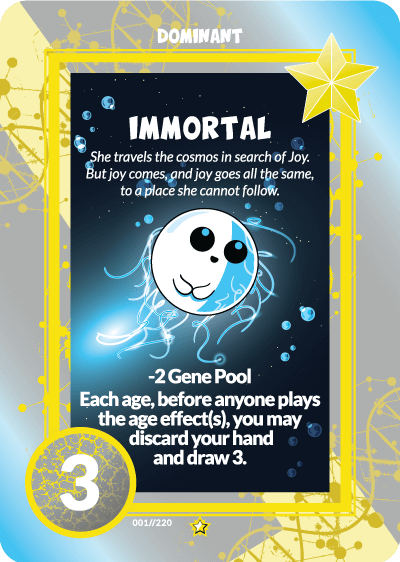 DOMINANT
IMMORTAL
She travels the cosmos in search of Joy.
But joy comes, and joy goes all the same,
to a place she cannot follow.
-2 Gene Pool
Each age, before anyone plays
the age effect(s), you may
discard your hand
and draw 3.
3
001//220